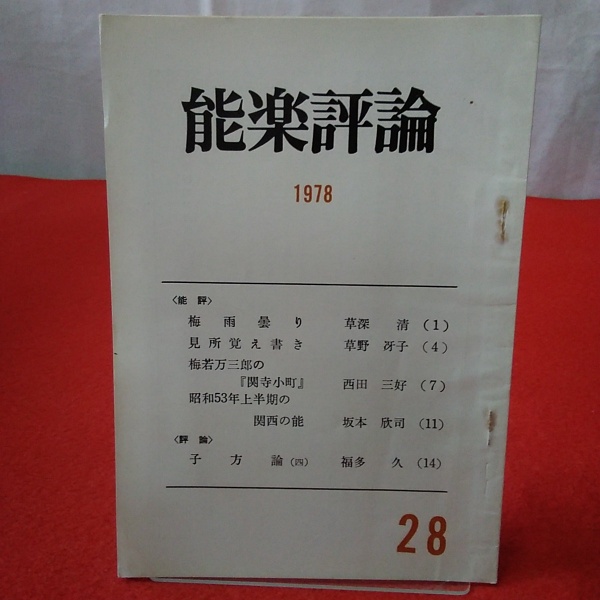 能楽評論
1978
〈能評〉
梅雨曇り 草深 清 (1)
見所覚え書き 草野 冴子 (4)
梅若万三郎の
『関寺小町』 西田 三好 (7)
昭和53年上半期の
関西の能 坂本 欣司 (11)
〈評論〉
子方論(四) 福多 久 (14)
28